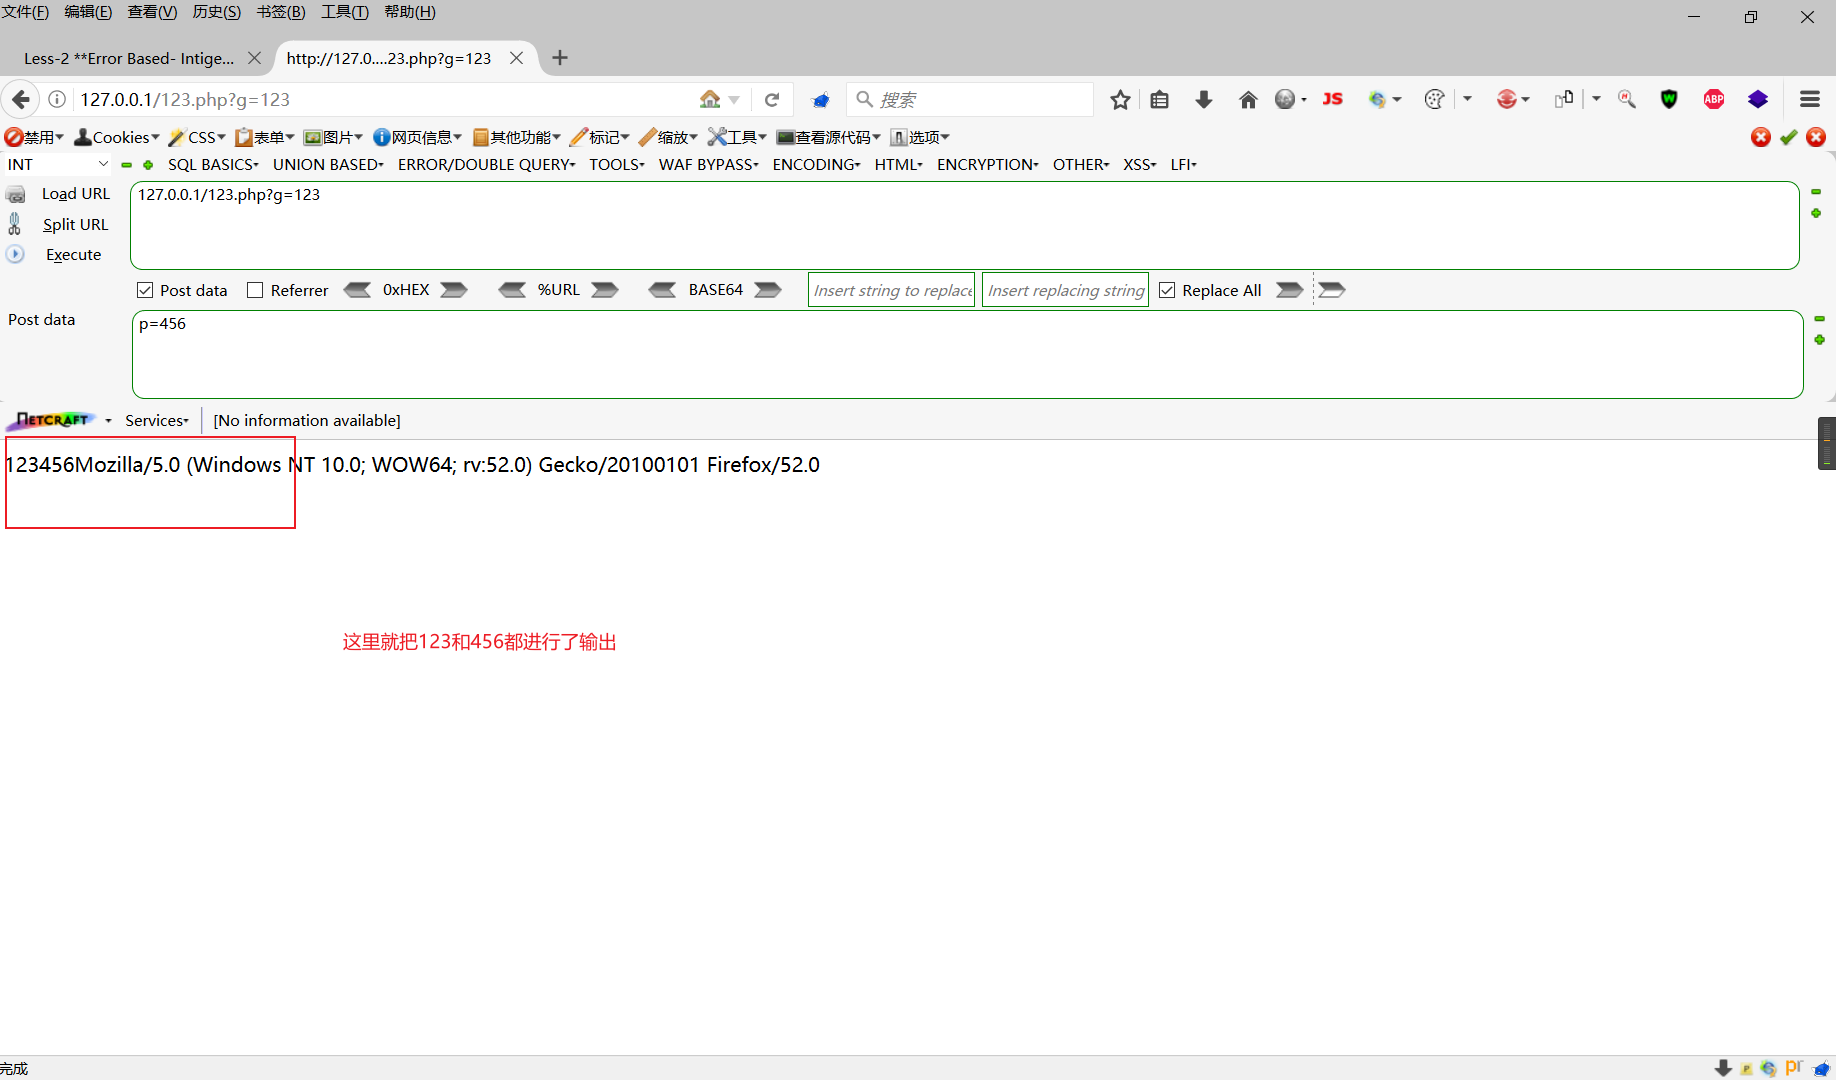 文件(F) 编辑(E) 查看(V) 历史(S) 书签(B) 工具(T) 帮助(H)
Less-2 **Error Based- Intige... http://127.0....23.php?g=123
127.0.0.1/123.php?g=123 搜索 JS ABP
禁用 Cookies CSS 表单 图片 网页信息 其他功能 标记 缩放 工具 查看源代码 选项
INT SQL BASICS UNION BASED ERROR/DOUBLE QUERY TOOLS WAF BYPASS ENCODING HTML ENCRYPTION OTHER XSS LFI
Load URL 127.0.0.1/123.php?g=123
Split URL
Execute
Post data Referrer 0xHEX %URL BASE64 Insert string to replace Insert replacing string Replace All
Post data p=456
NETCRAFT Services [No information available]
123456Mozilla/5.0 (Windows NT 10.0; WOW64; rv:52.0) Gecko/20100101 Firefox/52.0
这里就把123和456都进行了输出
完成 pr